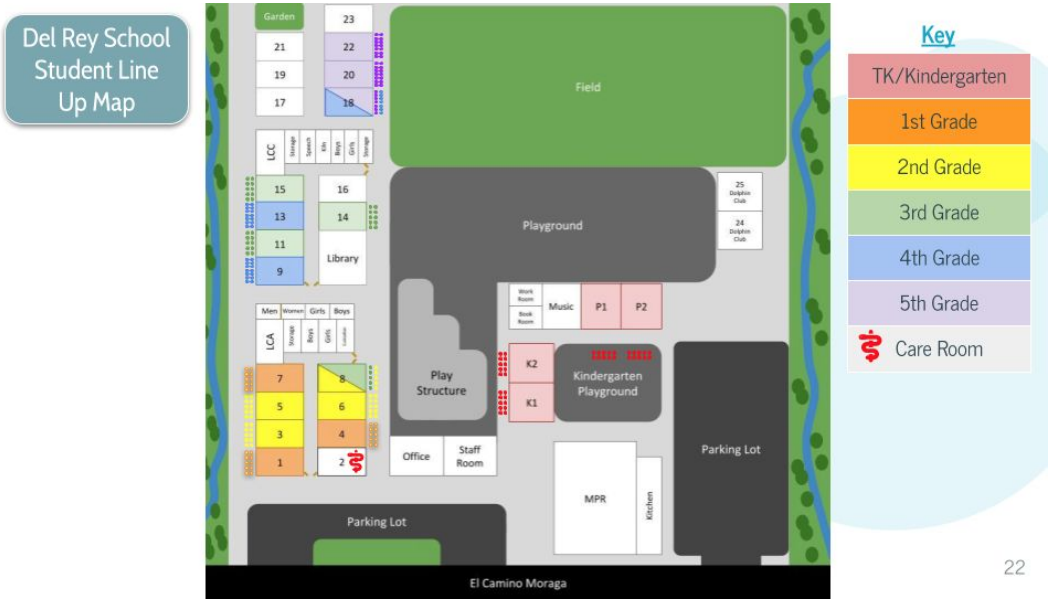 Del Rey School
Student Line
Up Map
Garden
23
21
22
19
20
17
18
Field
LCC
Storage
Speech
Kiln
Boys
Girls
Storage
15
16
13
14
11
9
Library
Playground
25
Dolphin
Club
24
Dolphin
Club
Work
Room
Book
Room
Music
P1
P2
Men
Women
Girls
Boys
LCA
Storage
Boys
Girls
7
8
5
6
3
4
1
2
Play
Structure
K2
K1
Kindergarten
Playground
Office
Staff
Room
MPR
Kitchen
Parking Lot
Parking Lot
El Camino Moraga
Key
TK/Kindergarten
1st Grade
2nd Grade
3rd Grade
4th Grade
5th Grade
Care Room
22